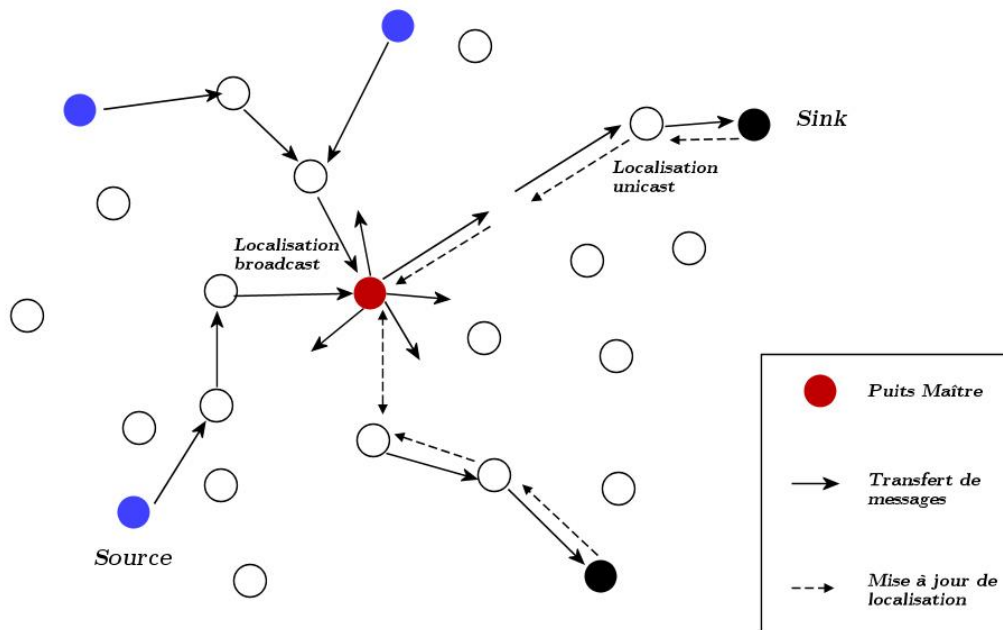 Sink
Localisation
unicast
Localisation
broadcast
Source
Puits Maître
Transfert de
messages
Mise à jour de
localisation